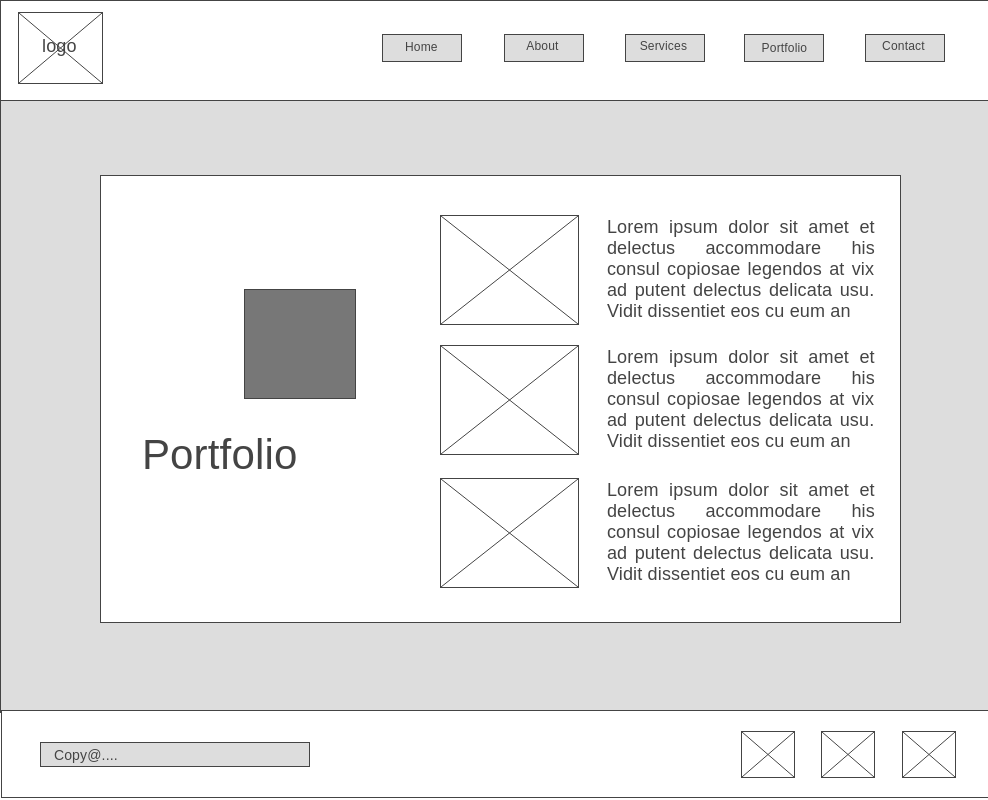 logo
Home
About
Services
Portfolio
Contact
Portfolio
Lorem ipsum dolor sit amet et
delectus accommodare his
consul copiosae legendos at vix
ad putent delectus delicata usu.
Vidit dissentiet eos cu eum an
Lorem ipsum dolor sit amet et
delectus accommodare his
consul copiosae legendos at vix
ad putent delectus delicata usu.
Vidit dissentiet eos cu eum an
Lorem ipsum dolor sit amet et
delectus accommodare his
consul copiosae legendos at vix
ad putent delectus delicata usu.
Vidit dissentiet eos cu eum an
Copy@....